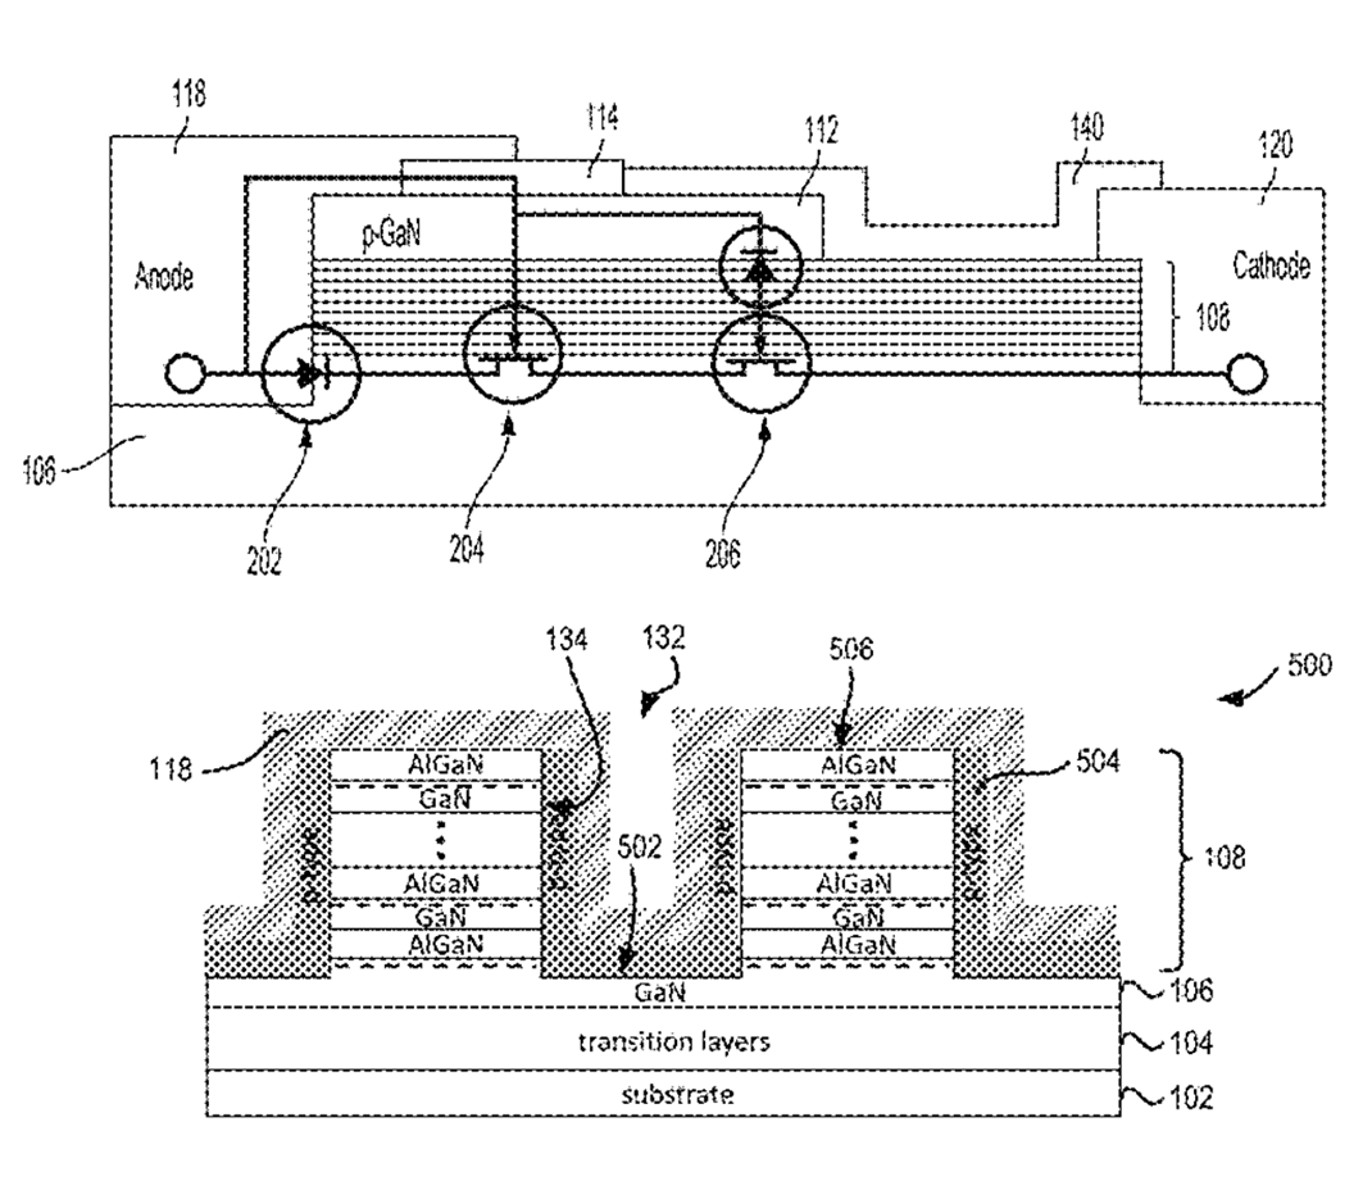 118
114
112
140
120
p-GaN
Anode
Cathode
108
106
202
204
206
134
132
506
500
118
AlGaN
AlGaN
504
GaN
GaN
502
108
AlGaN
AlGaN
GaN
GaN
AlGaN
AlGaN
GaN
106
transition layers
104
substrate
102